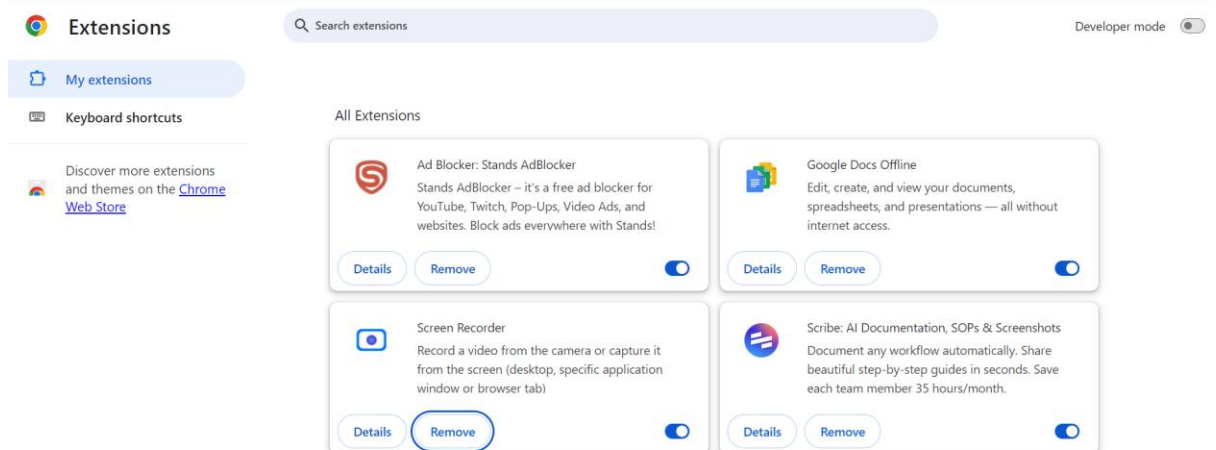 Extensions
Search extensions
Developer mode
My extensions
Keyboard shortcuts
Discover more extensions
and themes on the Chrome
Web Store
All Extensions
Ad Blocker: Stands AdBlocker
Stands AdBlocker – it's a free ad blocker for
YouTube, Twitch, Pop-Ups, Video Ads, and
websites. Block ads everywhere with Stands!
Details
Remove
Google Docs Offline
Edit, create, and view your documents,
spreadsheets, and presentations — all without
internet access.
Details
Remove
Screen Recorder
Record a video from the camera or capture it
from the screen (desktop, specific application
window or browser tab)
Details
Remove
Scribe: AI Documentation, SOPs & Screenshots
Document any workflow automatically. Share
beautiful step-by-step guides in seconds. Save
each team member 35 hours/month.
Details
Remove